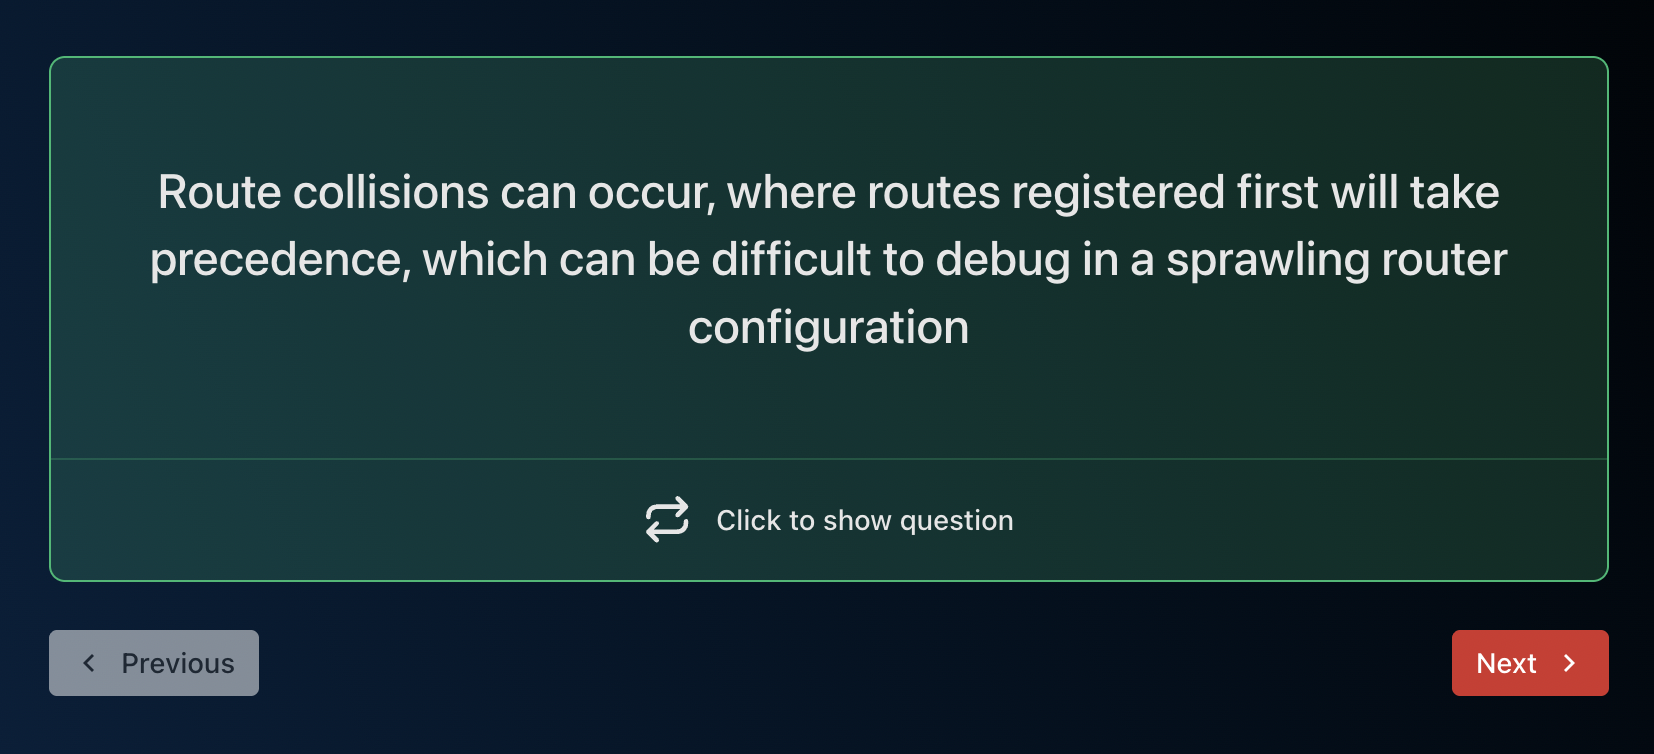 Route collisions can occur, where routes registered first will take
precedence, which can be difficult to debug in a sprawling router
configuration
Click to show question
Previous
Next